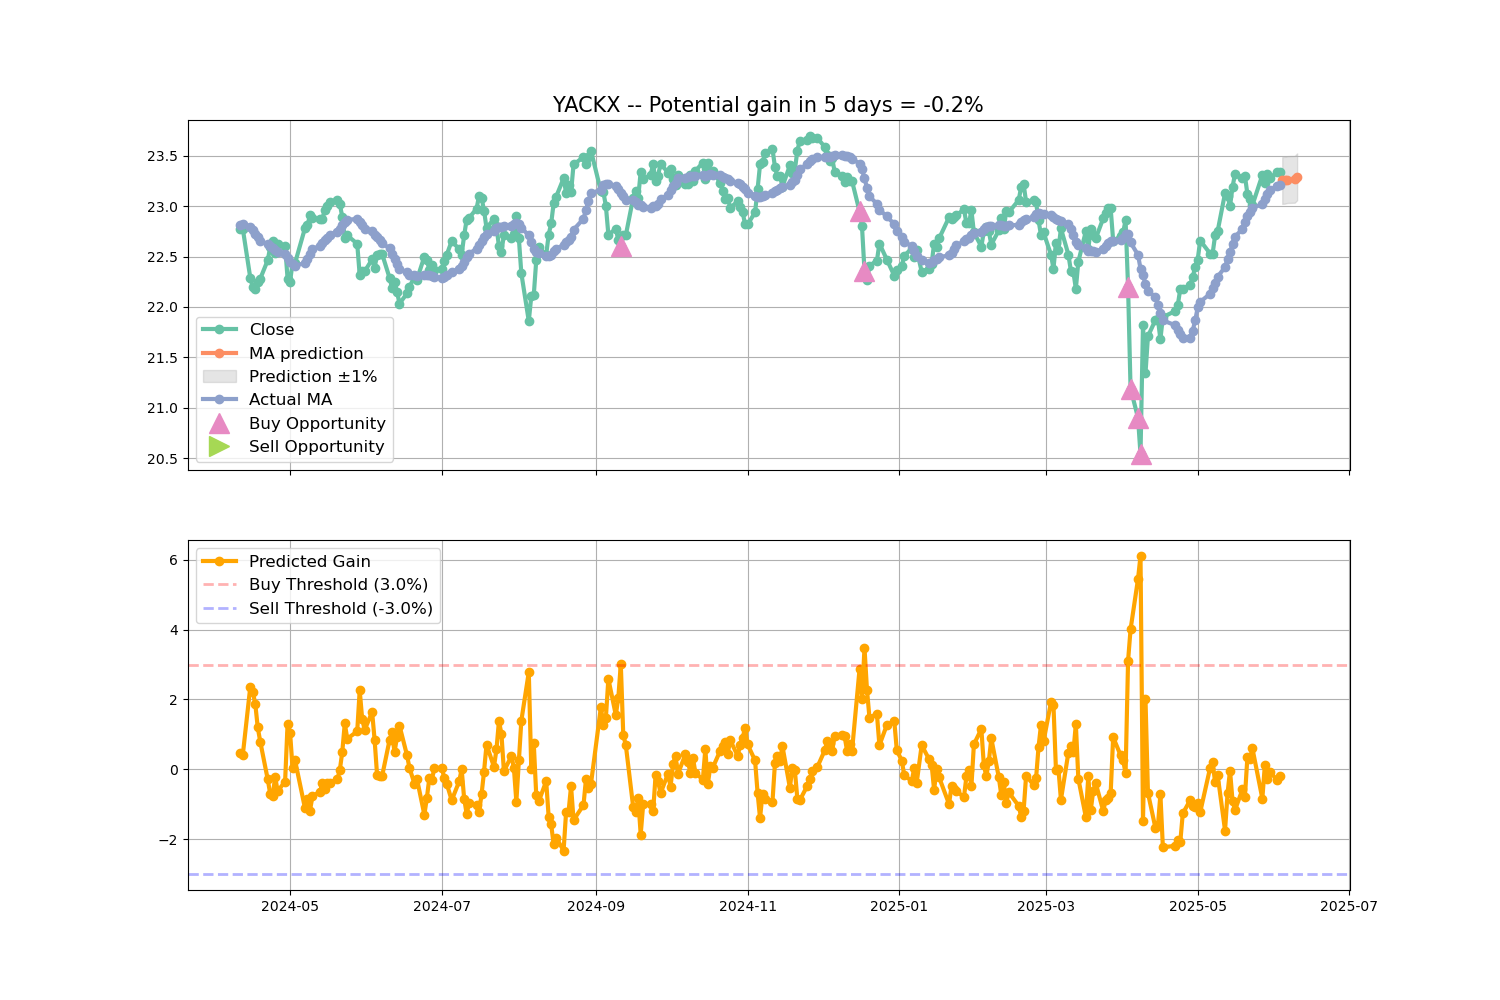 YACKX -- Potential gain in 5 days = -0.2%
23.5
23.0
22.5
22.0
21.5
21.0
20.5
Close
MA prediction
Prediction ±1%
Actual MA
Buy Opportunity
Sell Opportunity
6
4
2
0
−2
Predicted Gain
Buy Threshold (3.0%)
Sell Threshold (-3.0%)
2024-05 2024-07 2024-09 2024-11 2025-01 2025-03 2025-05 2025-07